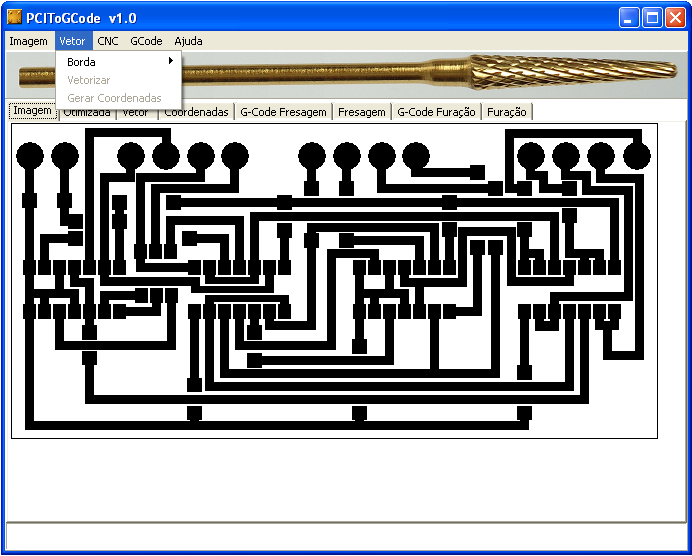 PCIToGCode v1.0
Imagem Vetor CNC GCode Ajuda
Borda
Vetorizar
Gerar Coordenadas
Imagem Otimizada Vetor Coordenadas G-Code Fresagem Fresagem G-Code Furação Furação